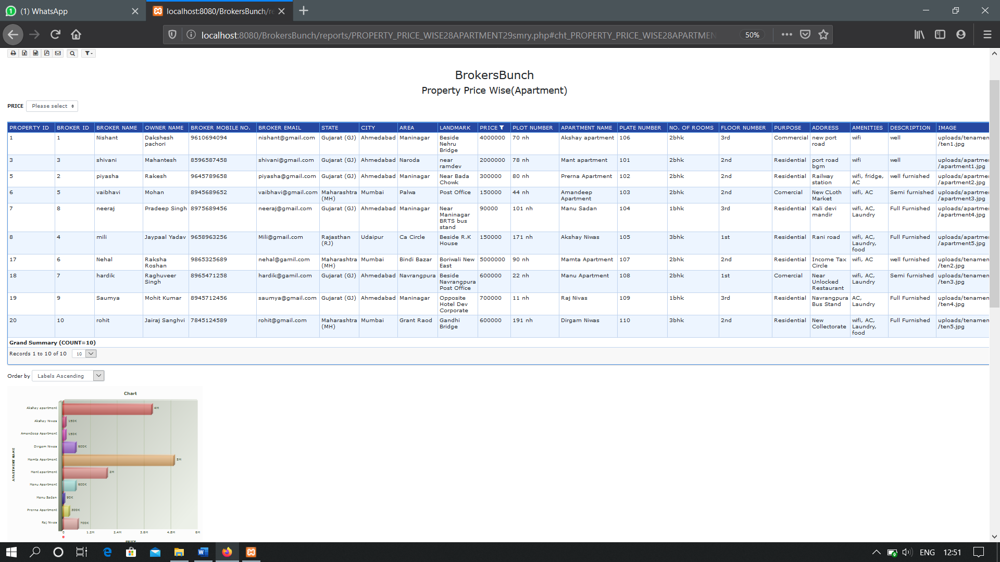 (1) WhatsApp
localhost:8080/BrokersBunch/re
localhost:8080/BrokersBunch/reports/PROPERTY_PRICE_WISE28APARTMENT29smry.php#cht_PROPERTY_PRICE_WISE28APARTMEN
50%
BrokersBunch
Property Price Wise(Apartment)
PRICE Please select
PROPERTY ID BROKER ID BROKER NAME OWNER NAME BROKER MOBILE NO. BROKER EMAIL STATE CITY AREA LANDMARK PRICE PLOT NUMBER APARTMENT NAME PLATE NUMBER NO. OF ROOMS FLOOR NUMBER PURPOSE ADDRESS AMENITIES DESCRIPTION IMAGE
1 1 Nishant Dakshesh pachori 9610694094 nishant@gmail.com Gujarat (GJ) Ahmedabad Maninagar Beside Nehru Bridge 4000000 70 nh Akshay apartment 106 2bhk 3rd Commercial new port road wifi well uploads/tenamen/ten1.jpg
3 3 shivani Mahantesh 8596587458 shivani@gmail.com Gujarat (GJ) Ahmedabad Naroda near ramdev 2000000 78 nh Mant apartment 101 2bhk 2nd Residential port road bgm wifi well uploads/apartmen/apartment1.jpg
5 2 piyasha Rakesh 9645789658 piyasha@gmail.com Gujarat (GJ) Ahmedabad Maninagar Near Bada Chowk 300000 80 nh Prerna Apartment 102 2bhk 2nd Residential Railway station wifi, fridge, AC well furnished uploads/apartmen/apartment2.jpg
6 5 vaibhavi Mohan 8945689652 vaibhavi@gmail.com Maharashtra (MH) Mumbai Palwa Post Office 150000 44 nh Amandeep Apartment 103 2bhk 2nd Comercial New CLoth Market wifi, AC Semi furnished uploads/apartmen/apartment3.jpg
7 8 neeraj Pradeep Singh 8975689456 neeraj@gmail.com Gujarat (GJ) Ahmedabad Maninagar Near Maninagar BRTS bus stand 90000 101 nh Manu Sadan 104 1bhk 3rd Residential Kali devi mandir wifi, AC, Laundry Full Furnished uploads/apartmen/apartment4.jpg
8 4 mili Jaypaal Yadav 9658963256 Mili@gmail.com Rajasthan (RJ) Udaipur Ca Circle Beside R.K House 150000 171 nh Akshay Niwas 105 3bhk 1st Residential Rani road wifi, AC, Laundry, food Full Furnished uploads/apartmen/apartment5.jpg
17 6 Nehal Raksha Roshan 9865325689 nehal@gamil.com Maharashtra (MH) Mumbai Bindi Bazar Boriwali New East 5000000 90 nh Mamta Apartment 107 2bhk 2nd Residential Income Tax Circle wifi, AC well furnished uploads/tenamen/ten2.jpg
18 7 hardik Raghuveer Singh 8965471258 hardik@gamil.com Gujarat (GJ) Ahmedabad Navrangpura Beside Navrangpura Post Office 600000 22 nh Manu Apartment 108 2bhk 1st Comercial Near Unlocked Restaurant wifi, AC, Laundry Semi furnished uploads/tenamen/ten3.jpg
19 9 Saumya Mohit Kumar 8945712456 saumya@gmail.com Gujarat (GJ) Ahmedabad Maninagar Opposite Hotel Dev Corporate 700000 11 nh Raj Nivas 109 1bhk 3rd Residential Navrangpura Bus Stand AC, Laundry Full Furnished uploads/tenamen/ten4.jpg
20 10 rohit Jairaj Sanghvi 7845124589 rohit@gmail.com Maharashtra (MH) Mumbai Grant Raod Gandhi Bridge 600000 191 nh Dirgam Niwas 110 3bhk 2nd Residential New Collectorate wifi, AC, Laundry, food Full Furnished uploads/tenamen/ten5.jpg
Grand Summary (COUNT=10)
Records 1 to 10 of 10 10
Order by Labels Ascending
Chart
APARTMENT NAME
Akshay apartment 4M
Akshay Niwas 150K
Amandeep Apartment 150K
Dirgam Niwas 600K
Mamta Apartment 5M
Mant apartment 2M
Manu Apartment 600K
Manu Sadan 90K
Prerna Apartment 300K
Raj Nivas 700K
0 1.2M 2.4M 3.6M 4.8M 6M
0
PRICE
ENG 12:51